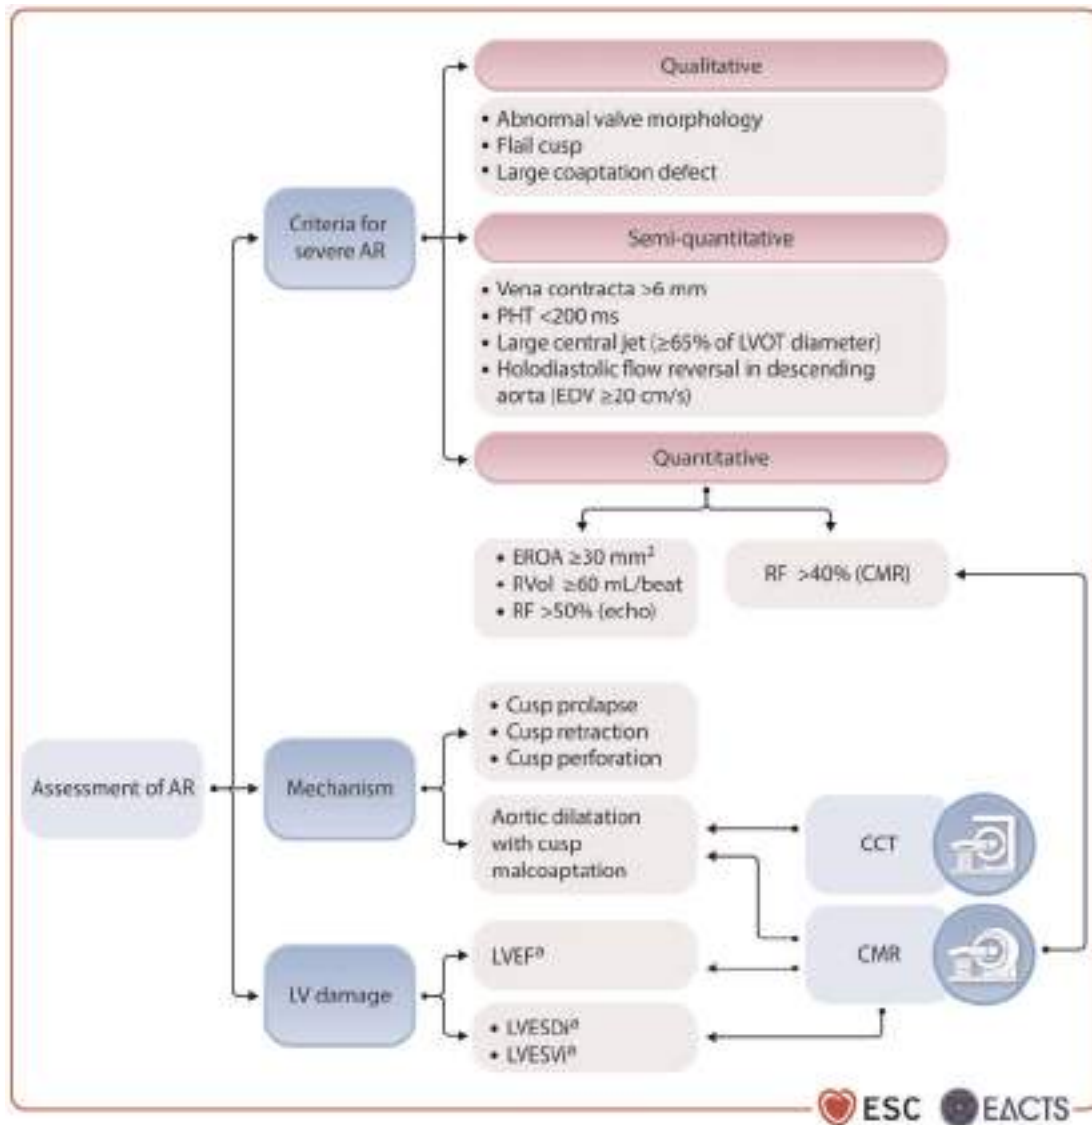 Qualitative
• Abnormal valve morphology
• Flail cusp
• Large coaptation defect
Criteria for
severe AR
Semi-quantitative
• Vena contracta >6 mm
• PHT <200 ms
• Large central jet (≥65% of LVOT diameter)
• Holodiastolic flow reversal in descending
aorta (EDV ≥20 cm/s)
Quantitative
• EROA ≥30 mm²
• RVol ≥60 mL/beat
• RF >50% (echo)
RF >40% (CMR)
Assessment of AR
Mechanism
• Cusp prolapse
• Cusp retraction
• Cusp perforation
Aortic dilatation
with cusp
malcoaptation
CCT
CMR
LV damage
LVEFᵃ
• LVESDiᵃ
• LVESViᵃ
ESC
EACTS